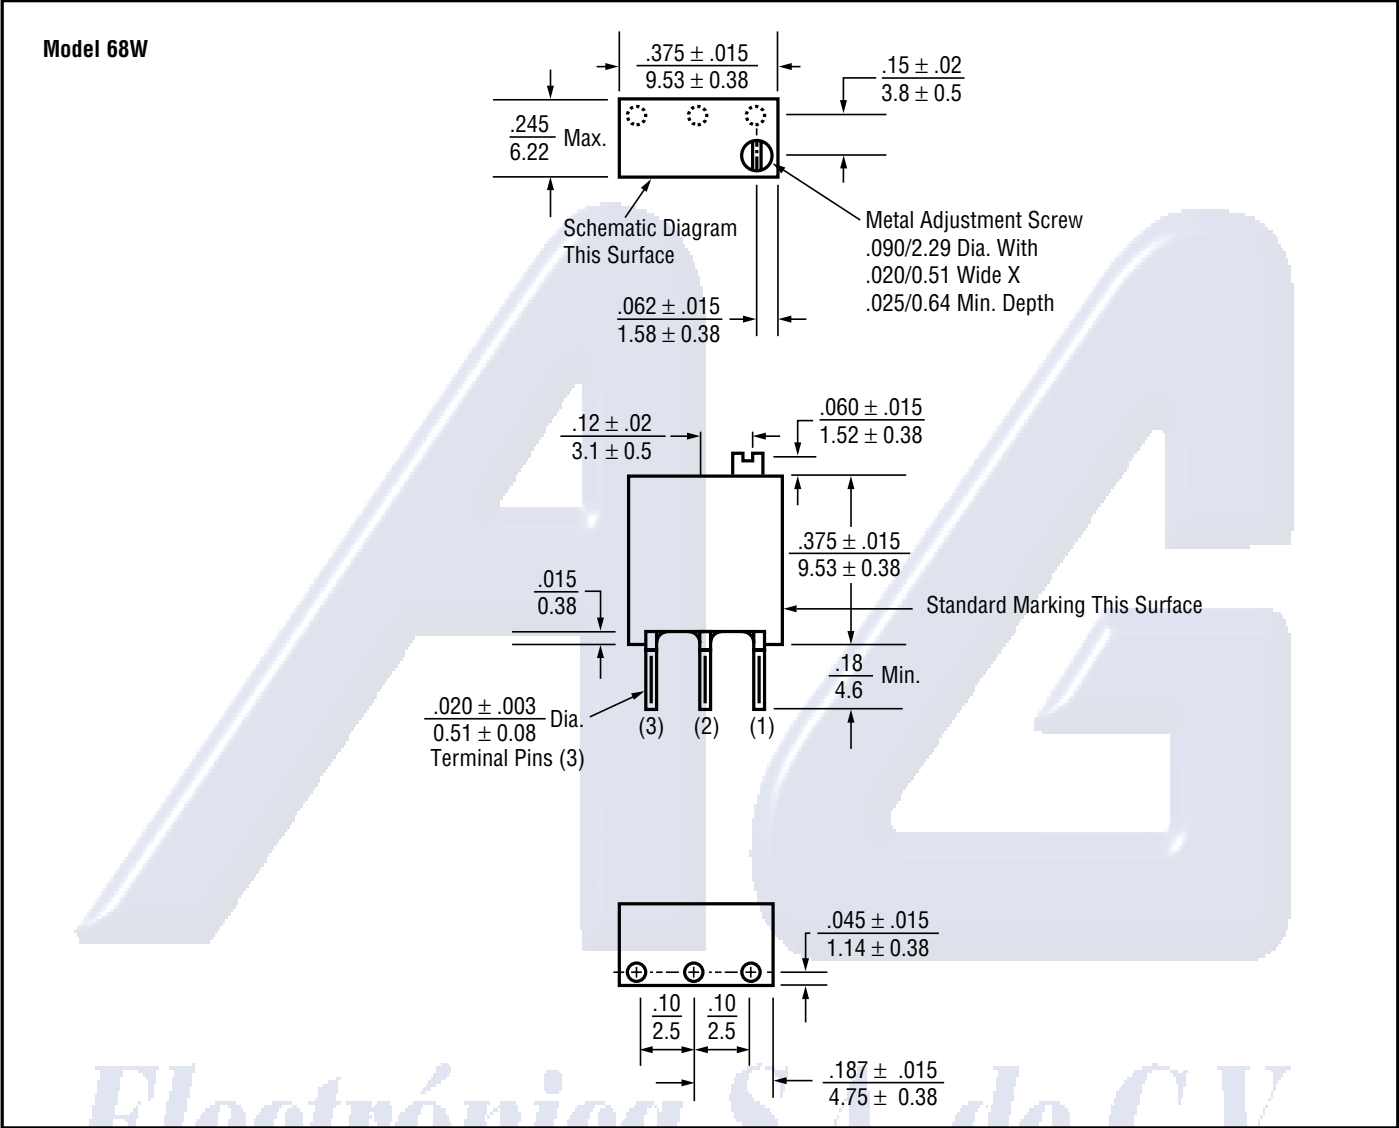 Model 68W
.375 ± .015
9.53 ± 0.38
.15 ± .02
3.8 ± 0.5
.245
6.22
Max.
Schematic Diagram
This Surface
Metal Adjustment Screw
.090/2.29 Dia. With
.020/0.51 Wide X
.025/0.64 Min. Depth
.062 ± .015
1.58 ± 0.38
.12 ± .02
3.1 ± 0.5
.060 ± .015
1.52 ± 0.38
.375 ± .015
9.53 ± 0.38
.015
0.38
Standard Marking This Surface
.18
4.6
Min.
.020 ± .003
0.51 ± 0.08
Dia.
Terminal Pins (3)
(3) (2) (1)
.045 ± .015
1.14 ± 0.38
.10
2.5
.10
2.5
.187 ± .015
4.75 ± 0.38
AG
Electrónica S.A. de C.V.